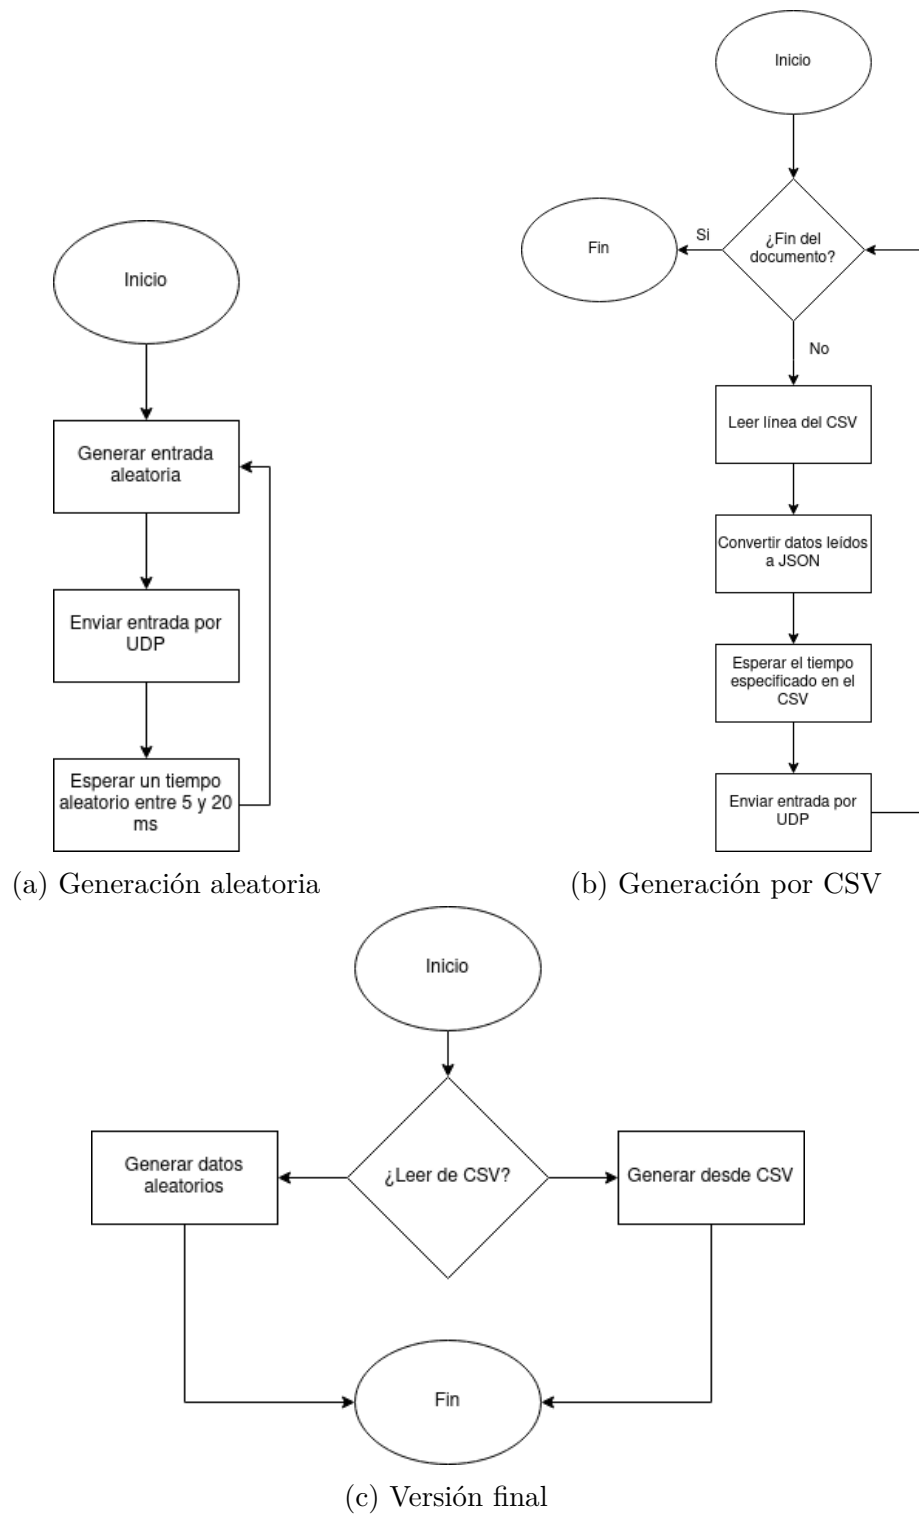 Inicio
Generar entrada
aleatoria
Enviar entrada por
UDP
Esperar un tiempo
aleatorio entre 5 y 20
ms
(a) Generación aleatoria
Inicio
¿Fin del
documento?
Si
Fin
No
Leer línea del CSV
Convertir datos leídos
a JSON
Esperar el tiempo
especificado en el
CSV
Enviar entrada por
UDP
(b) Generación por CSV
Inicio
¿Leer de CSV?
Generar datos
aleatorios
Generar desde CSV
Fin
(c) Versión final